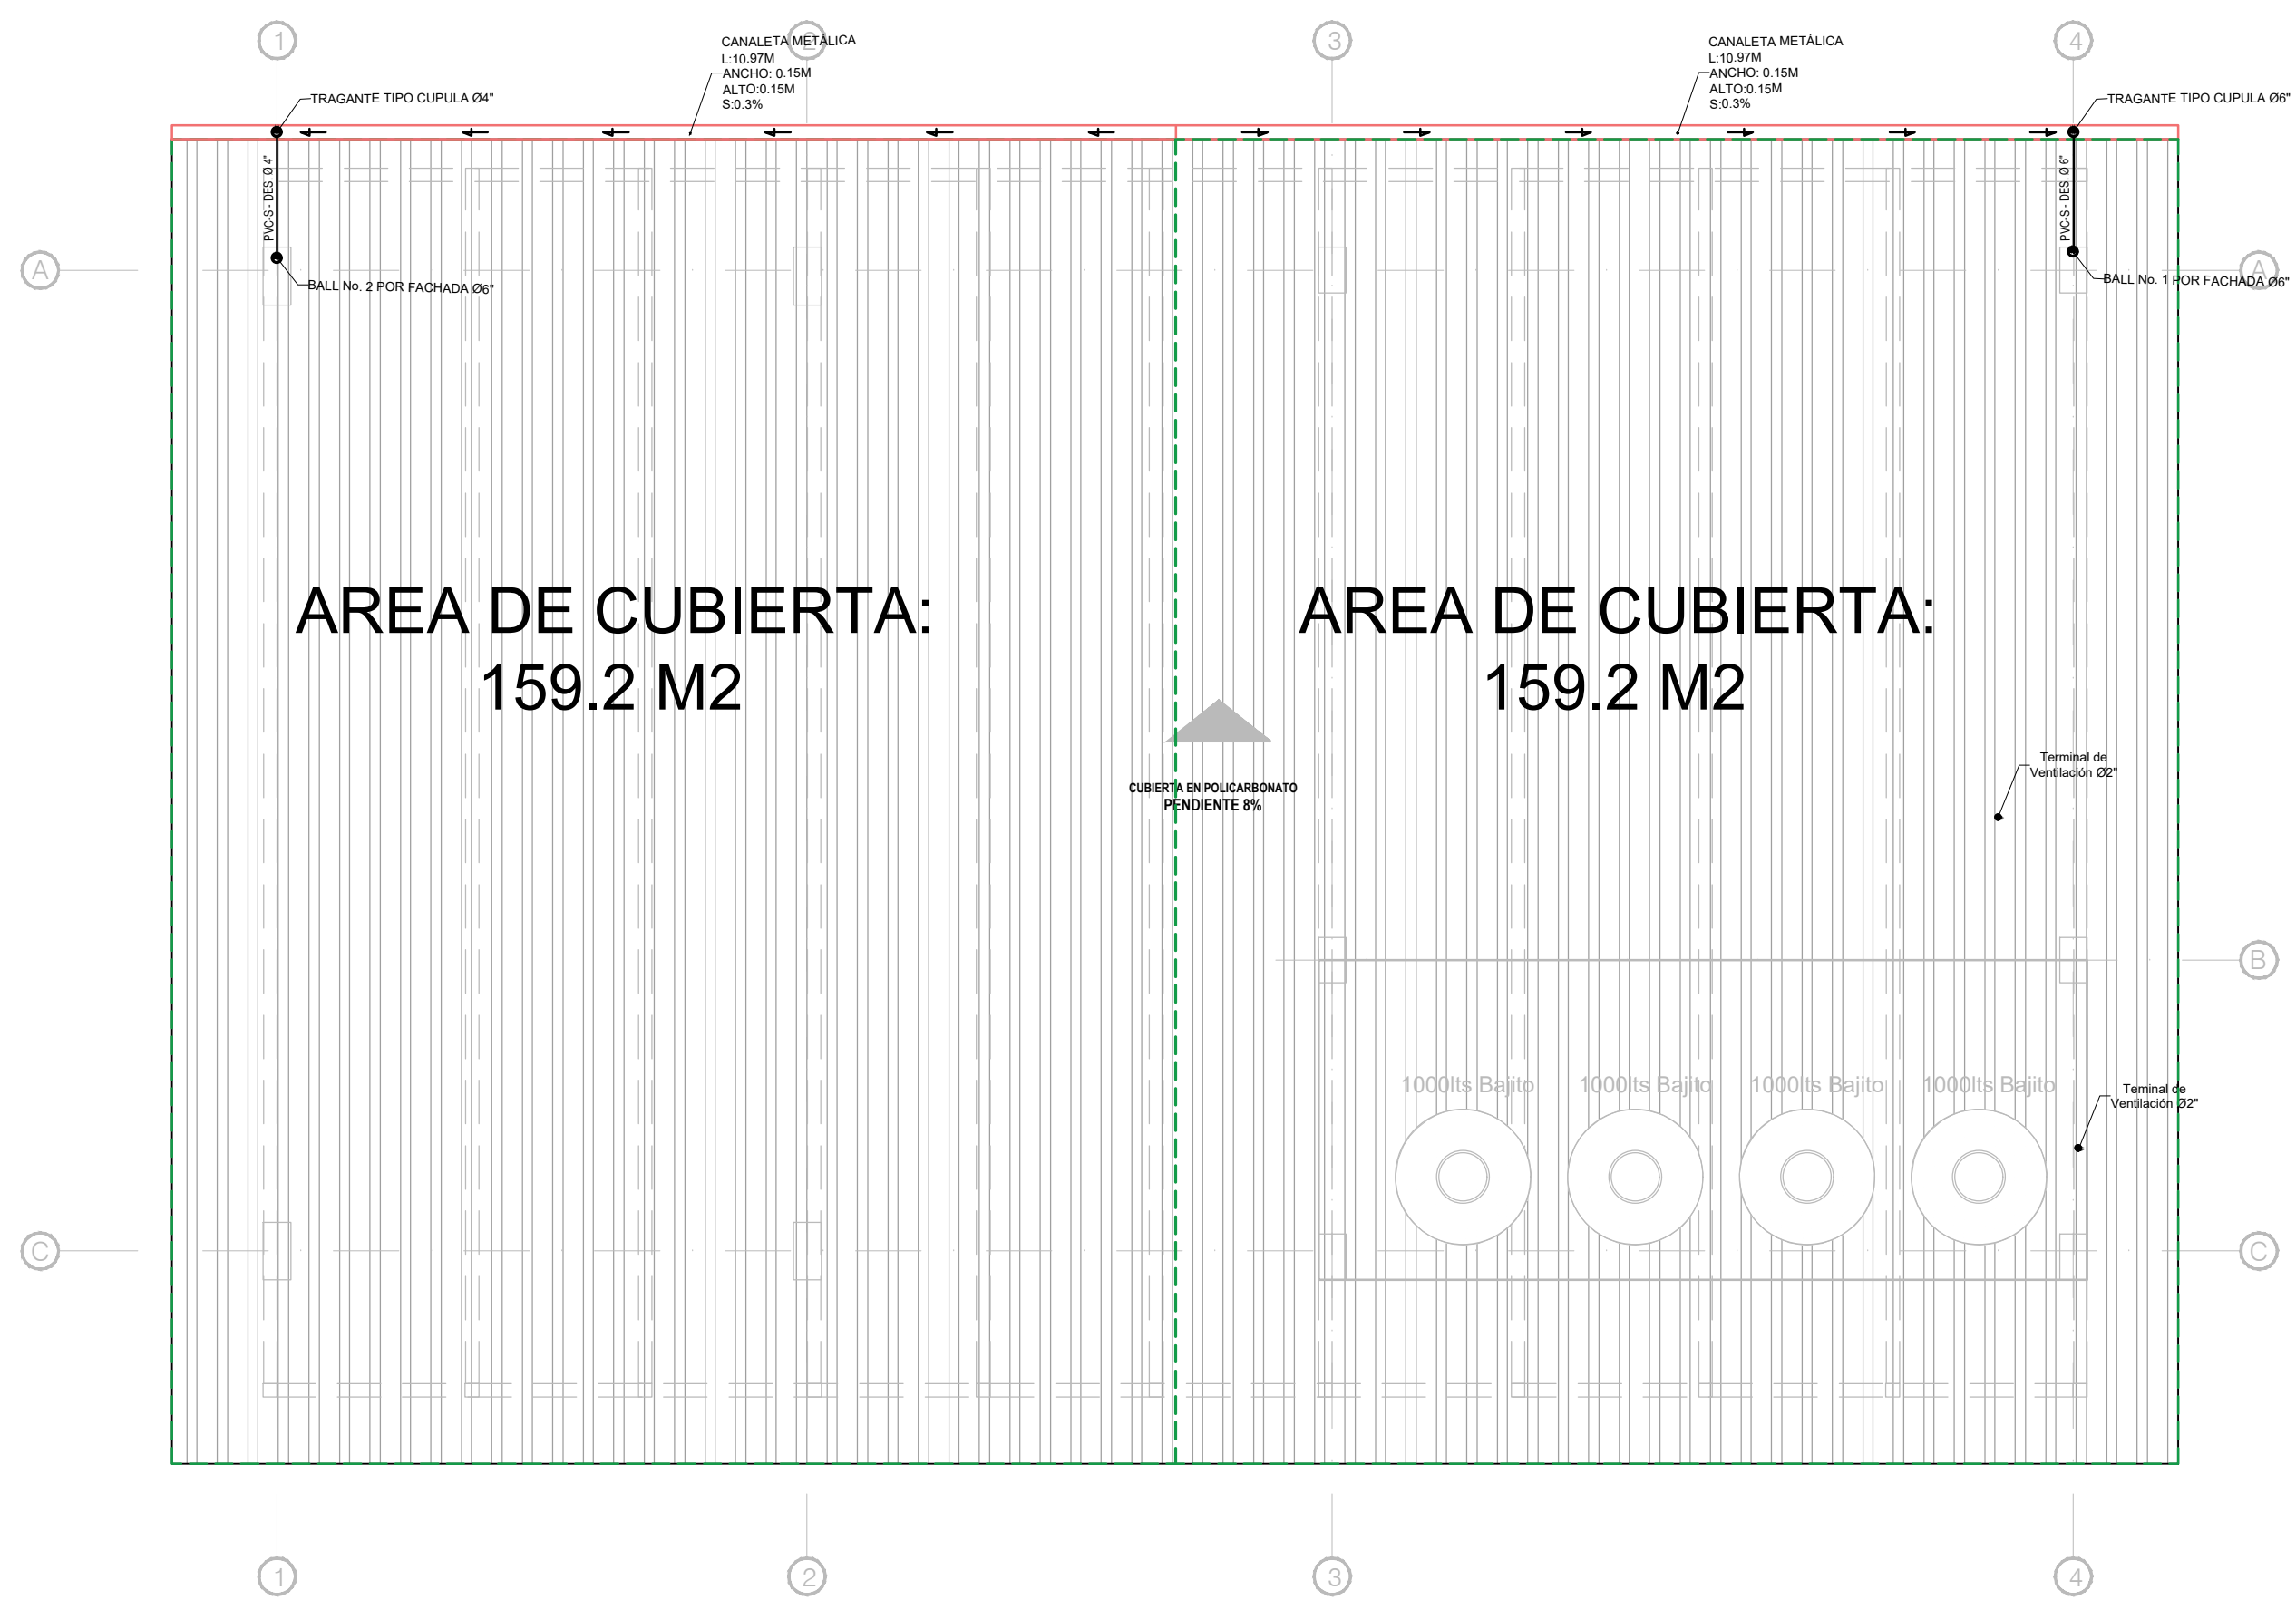 1
2
3
4
CANALETA METÁLICA
L:10.97M
ANCHO: 0.15M
ALTO:0.15M
S:0.3%
CANALETA METÁLICA
L:10.97M
ANCHO: 0.15M
ALTO:0.15M
S:0.3%
TRAGANTE TIPO CUPULA Ø4"
TRAGANTE TIPO CUPULA Ø6"
PVC-S - DES. Ø 4"
PVC-S - DES. Ø 6"
A
A
BALL No. 2 POR FACHADA Ø6"
BALL No. 1 POR FACHADA Ø6"
AREA DE CUBIERTA:
159.2 M2
AREA DE CUBIERTA:
159.2 M2
CUBIERTA EN POLICARBONATO
PENDIENTE 8%
Terminal de
Ventilación Ø2"
B
1000lts Bajito
1000lts Bajito
1000lts Bajito
1000lts Bajito
Teminal de
Ventilación Ø2"
C
C
1
2
3
4